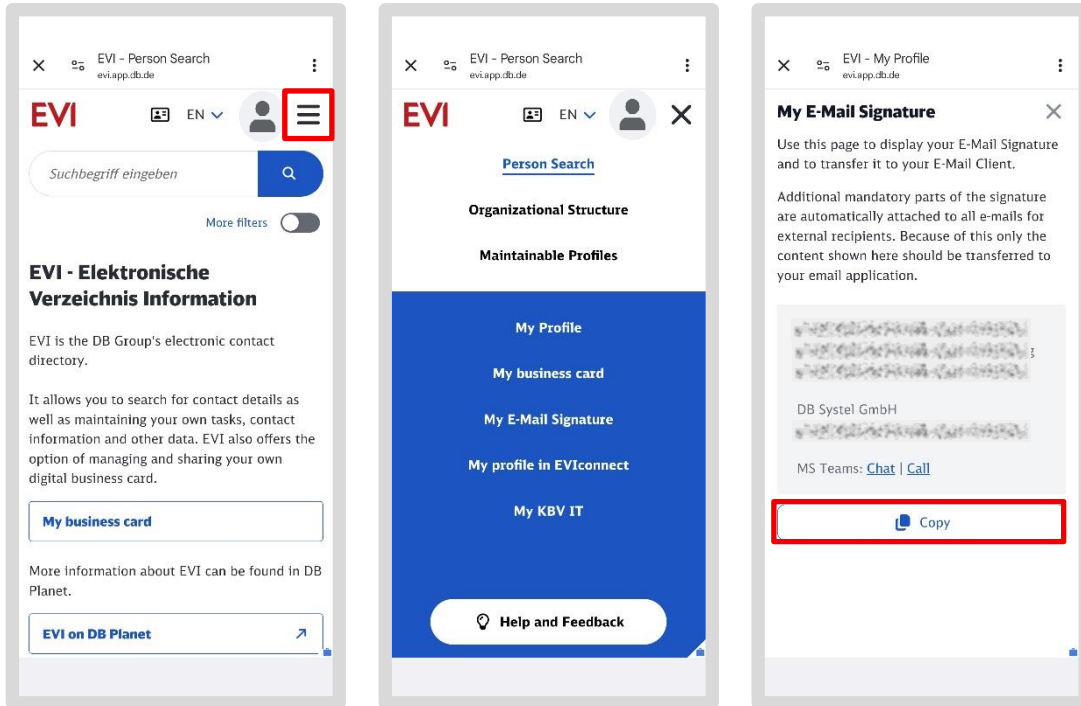 EVI - Person Search
evi.app.db.de
EVI
EN
Suchbegriff eingeben
More filters
EVI - Elektronische
Verzeichnis Information
EVI is the DB Group's electronic contact
directory.
It allows you to search for contact details as
well as maintaining your own tasks, contact
information and other data. EVI also offers the
option of managing and sharing your own
digital business card.
My business card
More information about EVI can be found in DB
Planet.
EVI on DB Planet
EVI - Person Search
evi.app.db.de
EVI
EN
Person Search
Organizational Structure
Maintainable Profiles
My Profile
My business card
My E-Mail Signature
My profile in EVIconnect
My KBV IT
Help and Feedback
EVI - My Profile
evi.app.db.de
My E-Mail Signature
Use this page to display your E-Mail Signature
and to transfer it to your E-Mail Client.
Additional mandatory parts of the signature
are automatically attached to all e-mails for
external recipients. Because of this only the
content shown here should be transferred to
your email application.
DB Systel GmbH
MS Teams: Chat | Call
Copy